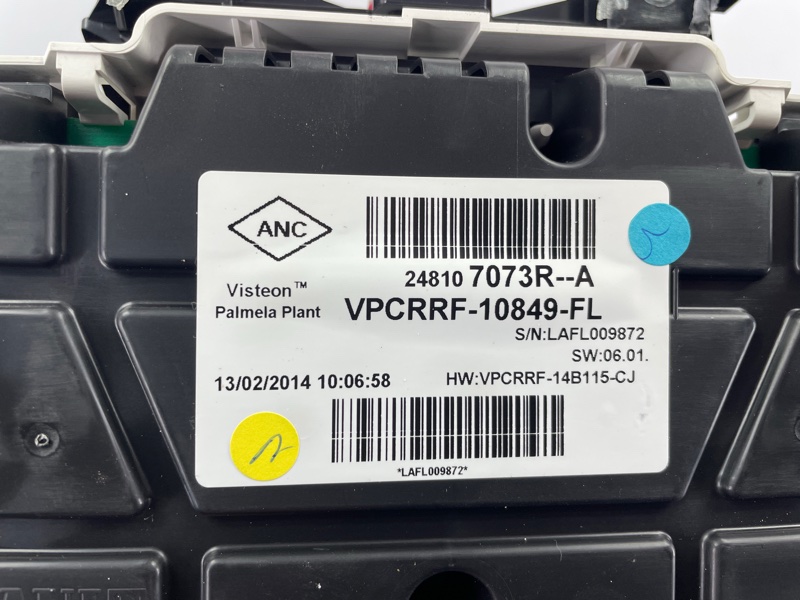 ANC
24810 7073R--A
Visteon™
Palmela Plant
VPCRRF-10849-FL
S/N:LAFL009872
SW:06.01.
13/02/2014 10:06:58
HW:VPCRRF-14B115-CJ
*LAFL009872*